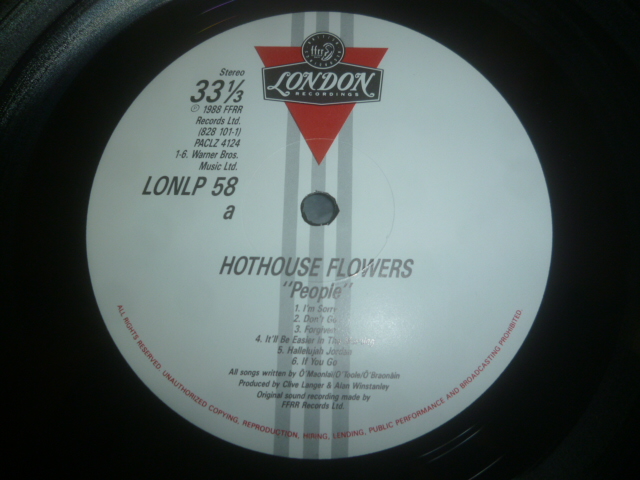 LONDON
RECORDINGS
Stereo
33⅓
℗ 1988 FFRR
Records Ltd.
(828 101-1)
PACLZ 4124
1-6. Warner Bros.
Music Ltd.
LONLP 58
a
HOTHOUSE FLOWERS
"People"
1. I'm Sorry
2. Don't Go
3. Forgiven
4. It'll Be Easier In The
5. Hallelujah Jordan
6. If You Go
All songs written by Ó'Maonlaí/O'Toole/Ó'Braonáin
Produced by Clive Langer & Alan Winstanley
Original sound recording made by
FFRR Records Ltd.
ALL RIGHTS RESERVED. UNAUTHORIZED COPYING, REPRODUCTION, HIRING, LENDING, PUBLIC PERFORMANCE AND BROADCASTING PROHIBITED.